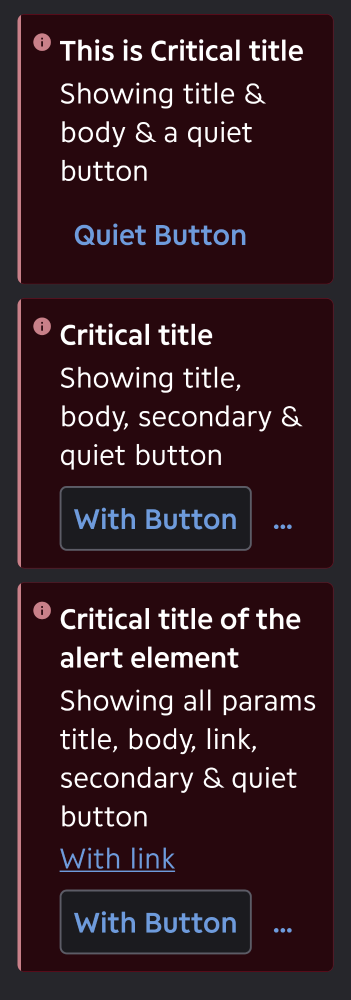 This is Critical title
Showing title &
body & a quiet
button
Quiet Button
Critical title
Showing title,
body, secondary &
quiet button
With Button
...
Critical title of the
alert element
Showing all params
title, body, link,
secondary & quiet
button
With link
With Button
...